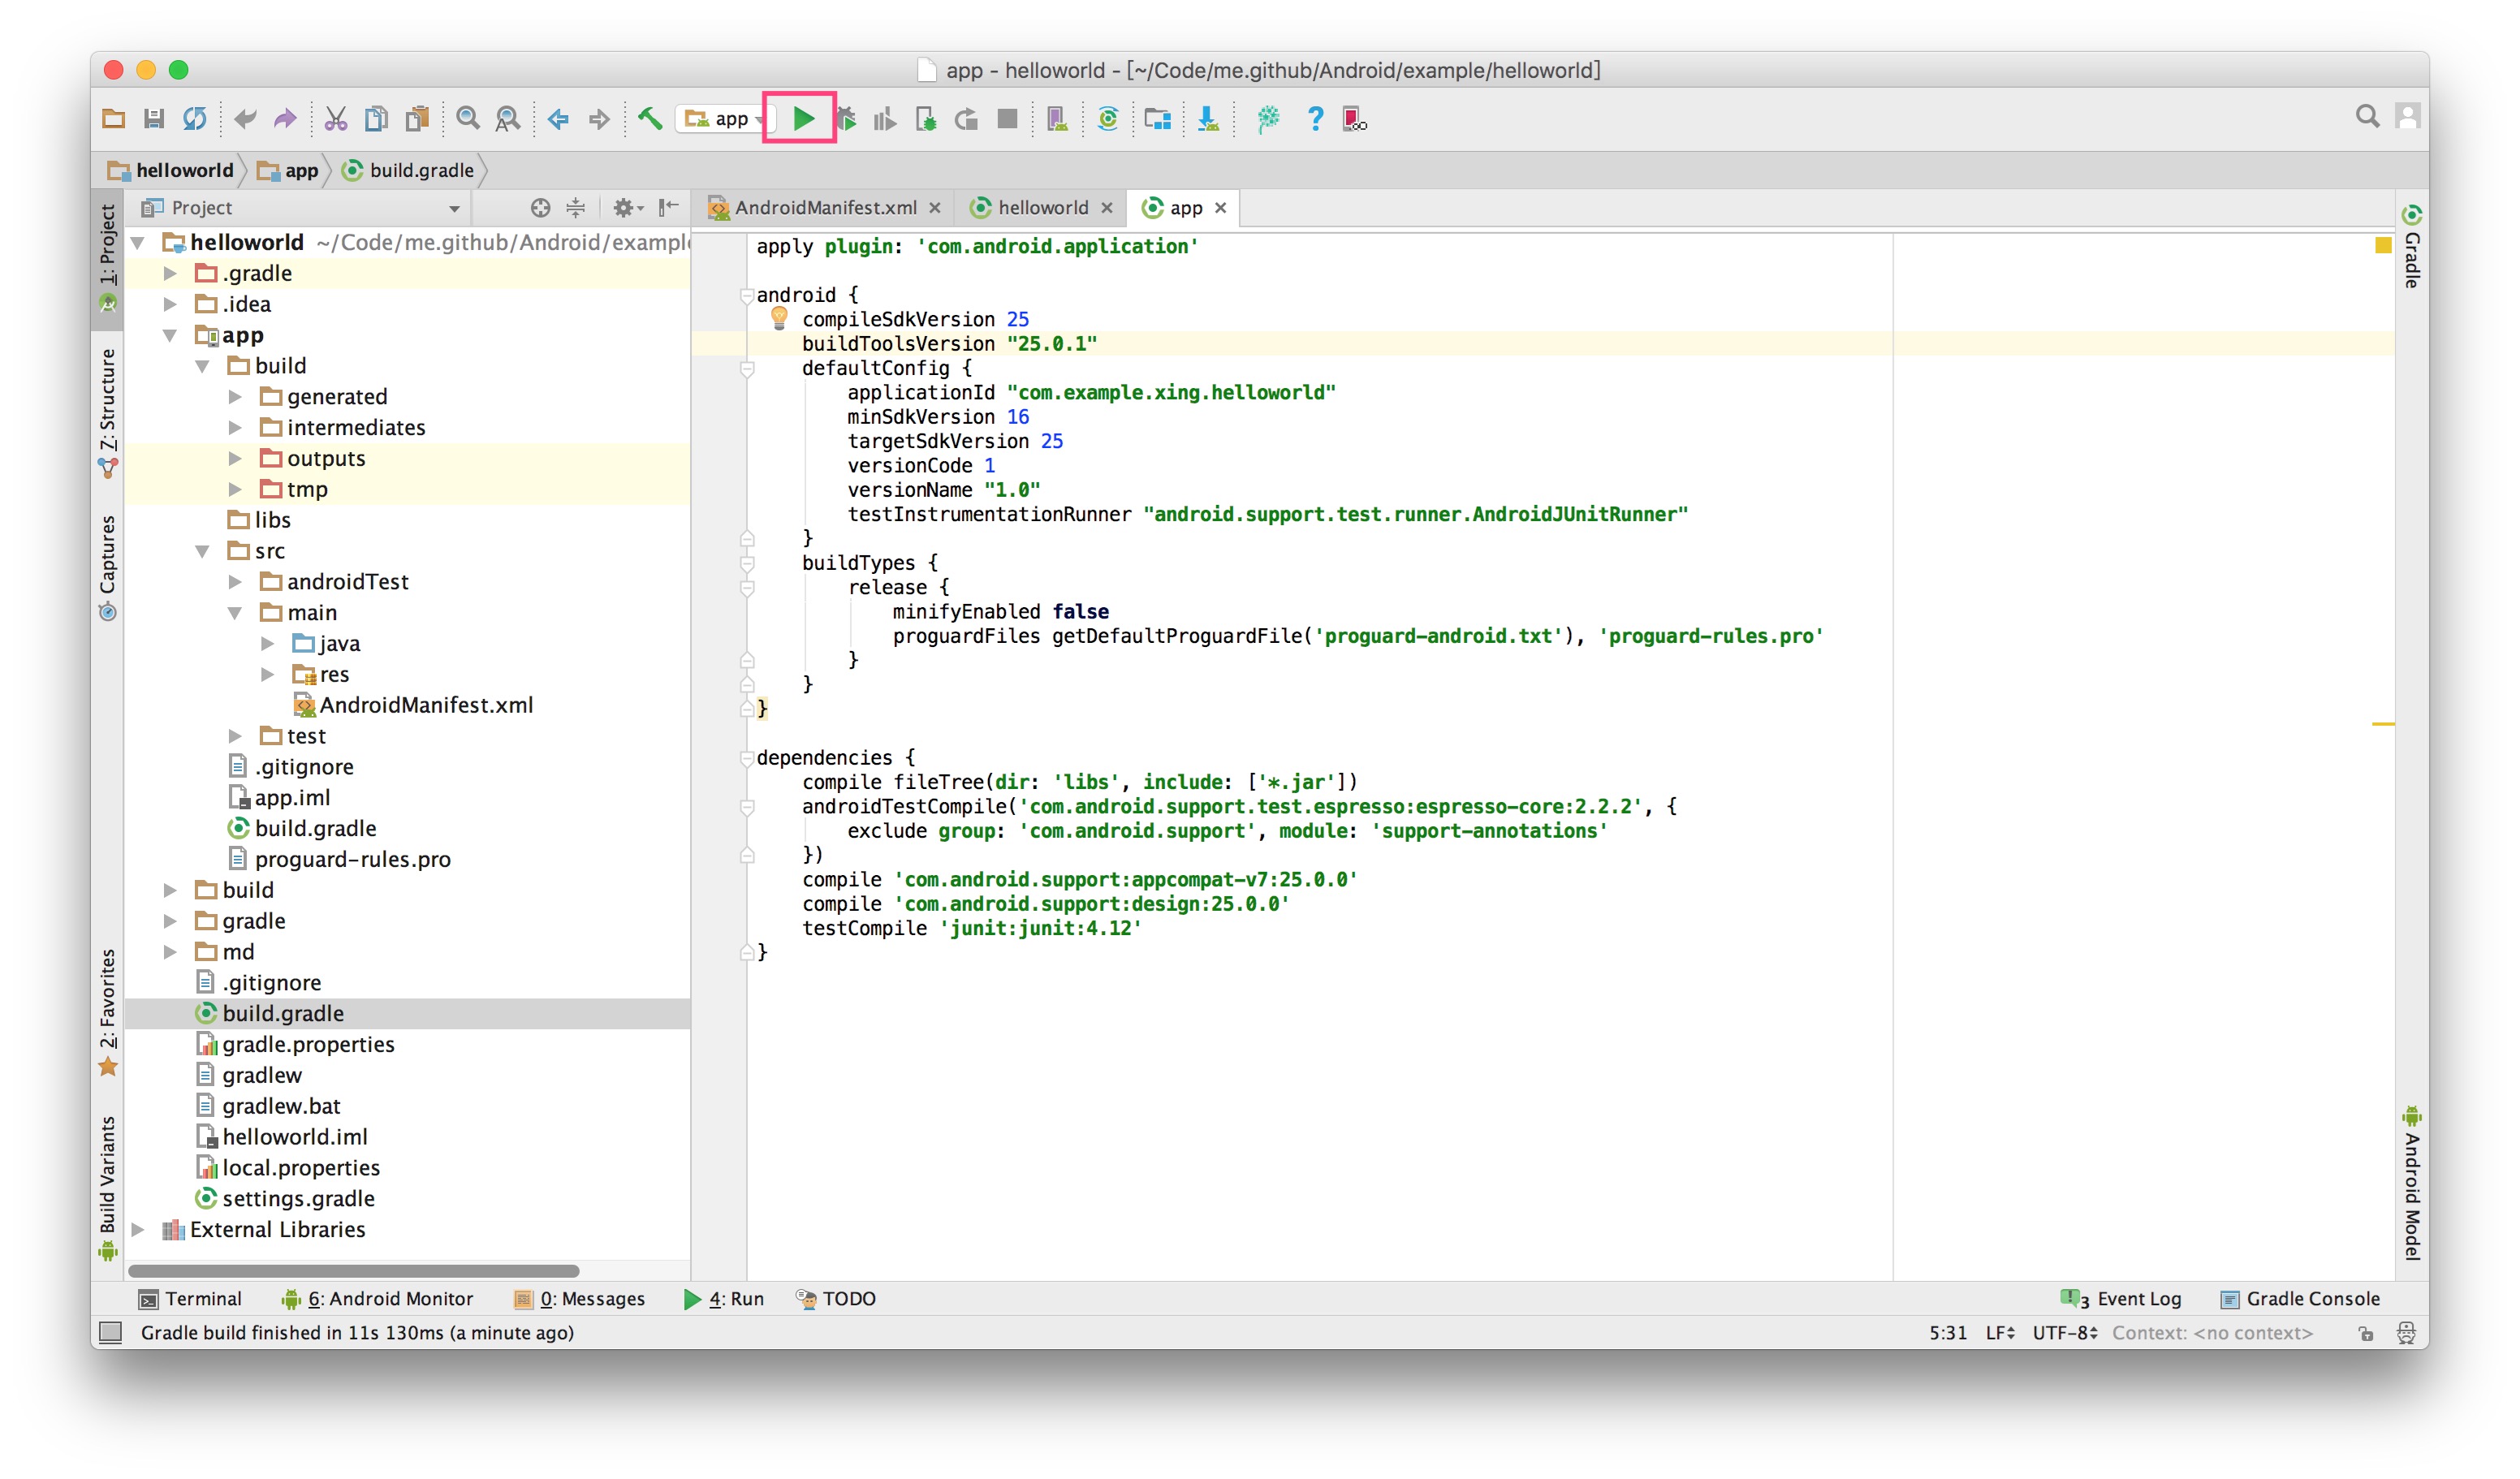 app – helloworld – [~/Code/me.github/Android/example/helloworld]
app
helloworld app build.gradle
Project
AndroidManifest.xml helloworld app
1: Project
7: Structure
Captures
2: Favorites
Build Variants
helloworld ~/Code/me.github/Android/exampl
.gradle
.idea
app
build
generated
intermediates
outputs
tmp
libs
src
androidTest
main
java
res
AndroidManifest.xml
test
.gitignore
app.iml
build.gradle
proguard-rules.pro
build
gradle
md
.gitignore
build.gradle
gradle.properties
gradlew
gradlew.bat
helloworld.iml
local.properties
settings.gradle
External Libraries
apply plugin: 'com.android.application'
android {
compileSdkVersion 25
buildToolsVersion "25.0.1"
defaultConfig {
applicationId "com.example.xing.helloworld"
minSdkVersion 16
targetSdkVersion 25
versionCode 1
versionName "1.0"
testInstrumentationRunner "android.support.test.runner.AndroidJUnitRunner"
}
buildTypes {
release {
minifyEnabled false
proguardFiles getDefaultProguardFile('proguard-android.txt'), 'proguard-rules.pro'
}
}
}
dependencies {
compile fileTree(dir: 'libs', include: ['*.jar'])
androidTestCompile('com.android.support.test.espresso:espresso-core:2.2.2', {
exclude group: 'com.android.support', module: 'support-annotations'
})
compile 'com.android.support:appcompat-v7:25.0.0'
compile 'com.android.support:design:25.0.0'
testCompile 'junit:junit:4.12'
}
Gradle
Android Model
Terminal 6: Android Monitor 0: Messages 4: Run TODO 3 Event Log Gradle Console
Gradle build finished in 11s 130ms (a minute ago) 5:31 LF UTF-8 Context: <no context>